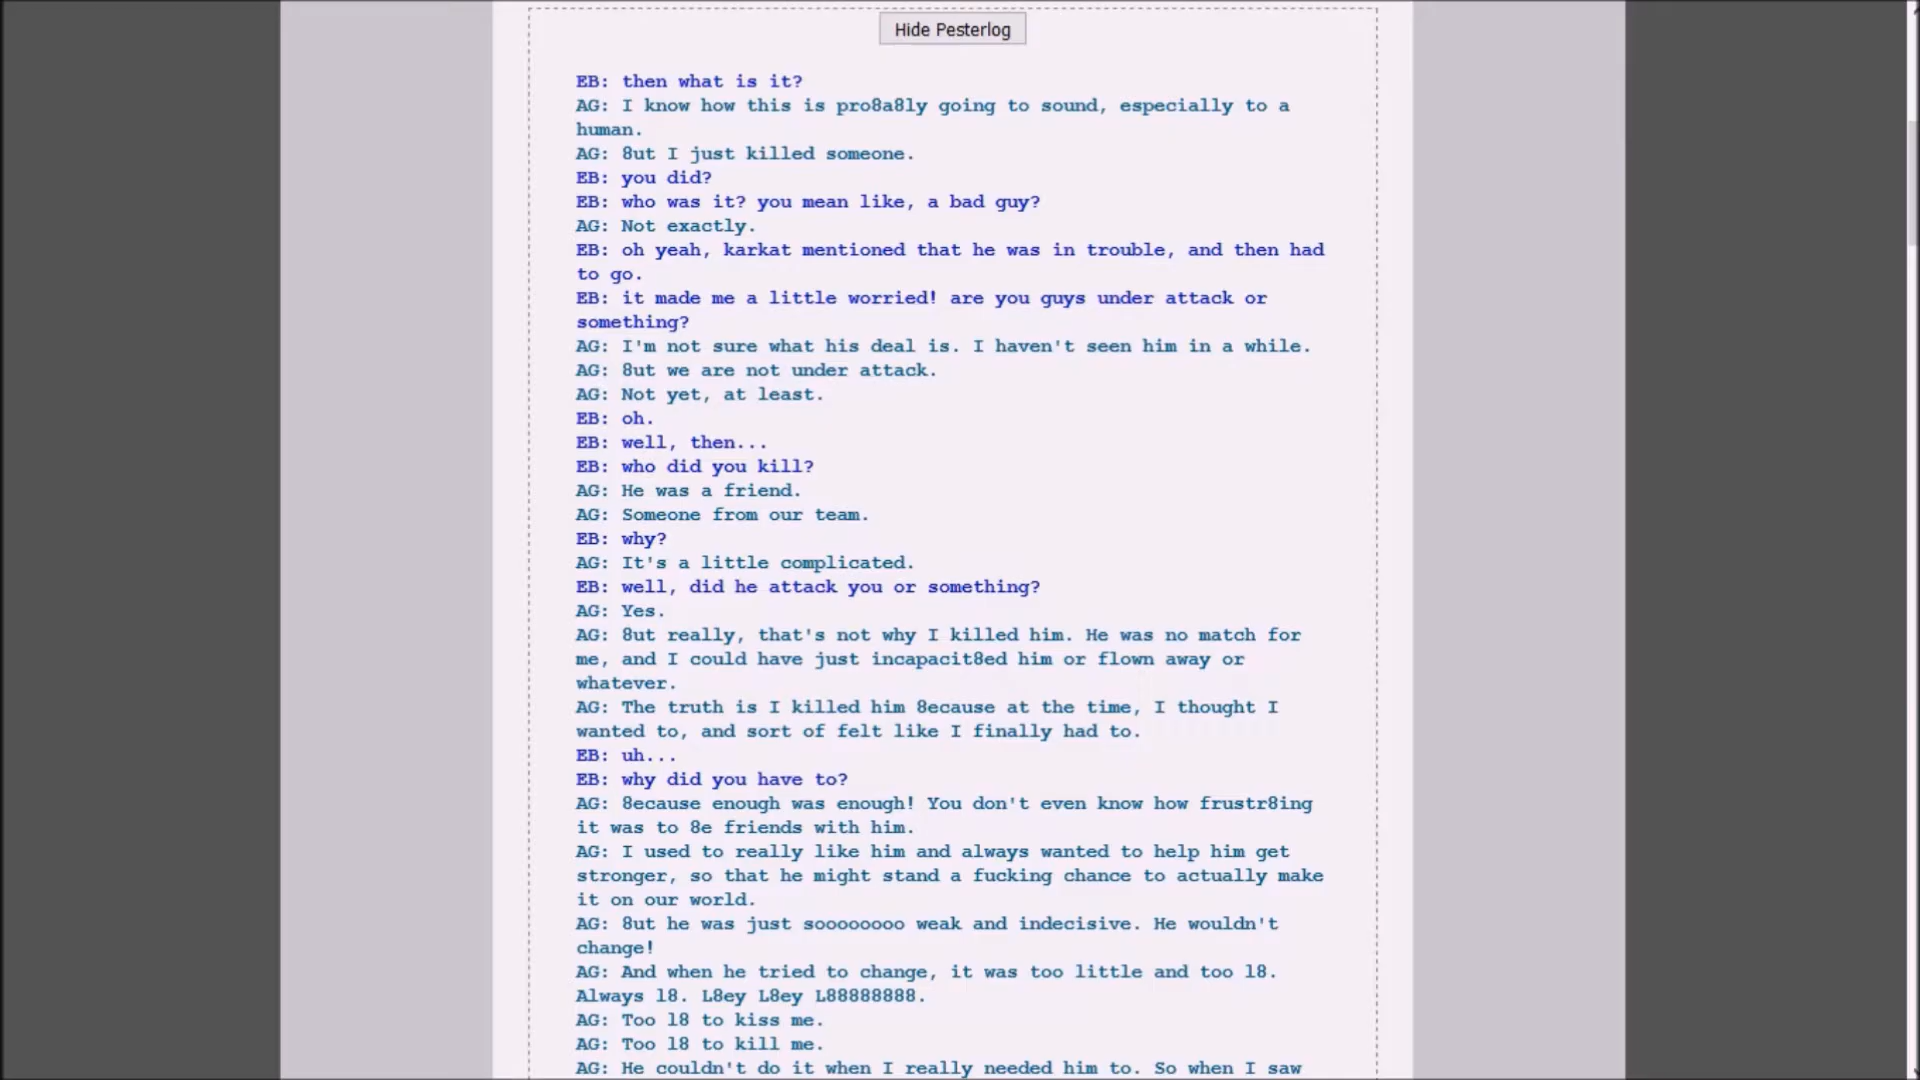 Hide Pesterlog
EB: then what is it?
AG: I know how this is pro8a8ly going to sound, especially to a
human.
AG: 8ut I just killed someone.
EB: you did?
EB: who was it? you mean like, a bad guy?
AG: Not exactly.
EB: oh yeah, karkat mentioned that he was in trouble, and then had
to go.
EB: it made me a little worried! are you guys under attack or
something?
AG: I'm not sure what his deal is. I haven't seen him in a while.
AG: 8ut we are not under attack.
AG: Not yet, at least.
EB: oh.
EB: well, then...
EB: who did you kill?
AG: He was a friend.
AG: Someone from our team.
EB: why?
AG: It's a little complicated.
EB: well, did he attack you or something?
AG: Yes.
AG: 8ut really, that's not why I killed him. He was no match for
me, and I could have just incapacit8ed him or flown away or
whatever.
AG: The truth is I killed him 8ecause at the time, I thought I
wanted to, and sort of felt like I finally had to.
EB: uh...
EB: why did you have to?
AG: 8ecause enough was enough! You don't even know how frustr8ing
it was to 8e friends with him.
AG: I used to really like him and always wanted to help him get
stronger, so that he might stand a fucking chance to actually make
it on our world.
AG: 8ut he was just soooooooo weak and indecisive. He wouldn't
change!
AG: And when he tried to change, it was too little and too l8.
Always l8. L8ey L8ey L88888888.
AG: Too l8 to kiss me.
AG: Too l8 to kill me.
AG: He couldn't do it when I really needed him to. So when I saw